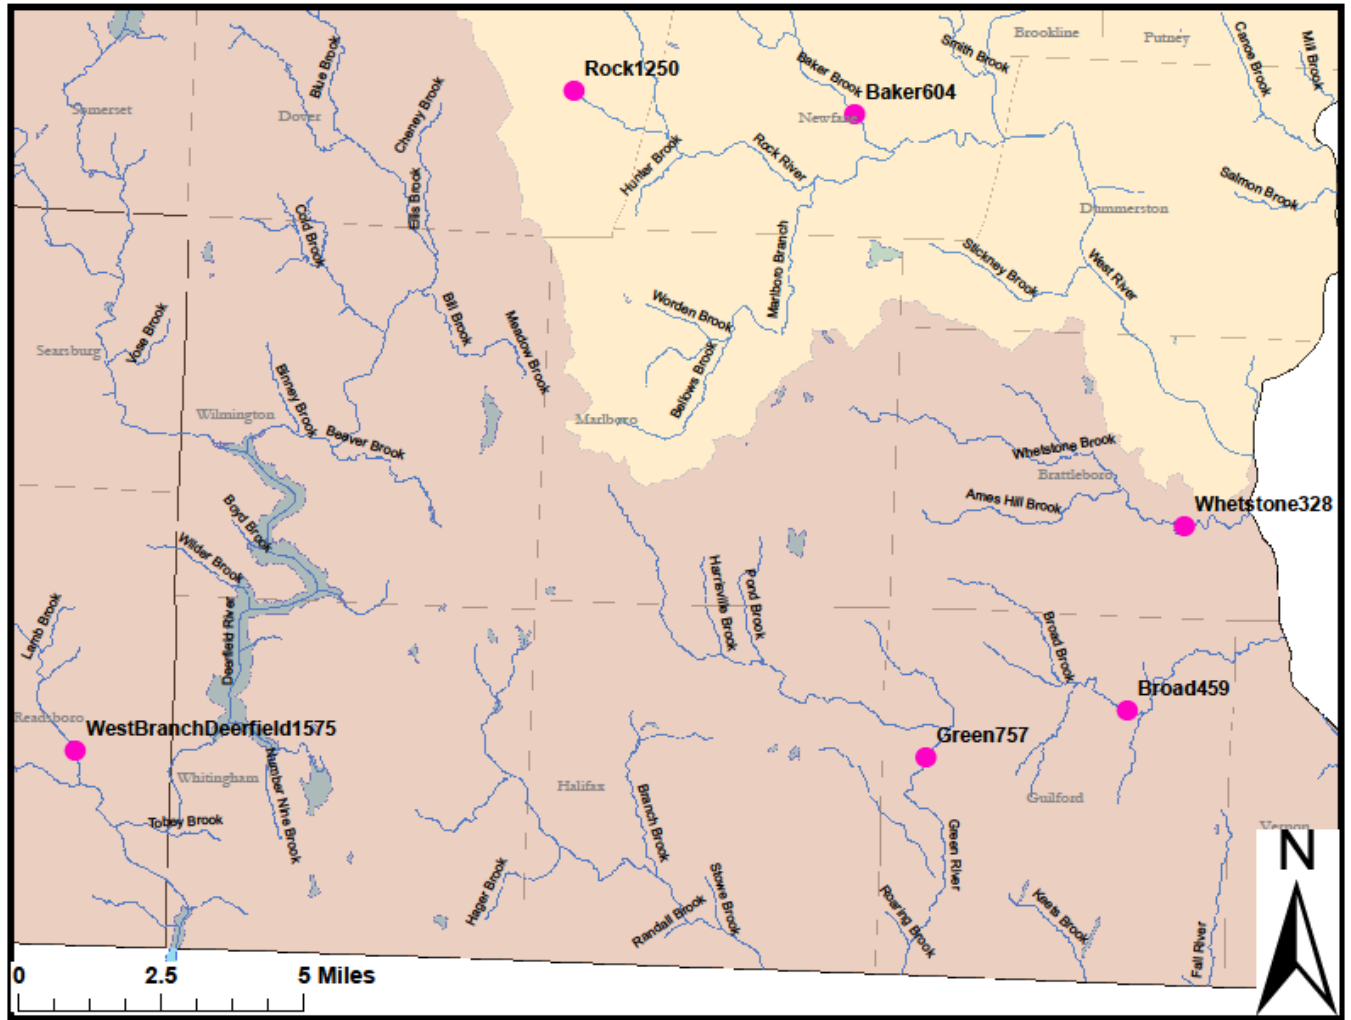 Brookline
Putney
Smith Brook
Canoe Brook
Mill Brook
Blue Brook
Rock1250
Baker Brook
Baker604
Somerset
Dover
Cheney Brook
Newfane
Hunter Brook
Rock River
Ellis Brook
Salmon Brook
Dummerston
Cold Brook
Marlboro Branch
Stickney Brook
West River
Bill Brook
Worden Brook
Vose Brook
Meadow Brook
Searsburg
Bellows Brook
Binney Brook
Wilmington
Marlboro
Beaver Brook
Whetstone Brook
Brattleboro
Ames Hill Brook
Whetstone328
Boyd Brook
Wilder Brook
Harrisville Brook
Pond Brook
Lamb Brook
Deerfield River
Broad Brook
Broad459
Readsboro
WestBranchDeerfield1575
Green757
Whitingham
Number Nine Brook
Halifax
Guilford
Tobey Brook
Branch Brook
Vernon
Green River
N
Hager Brook
Stowe Brook
Randall Brook
Roaring Brook
Keets Brook
Fall River
0 2.5 5 Miles